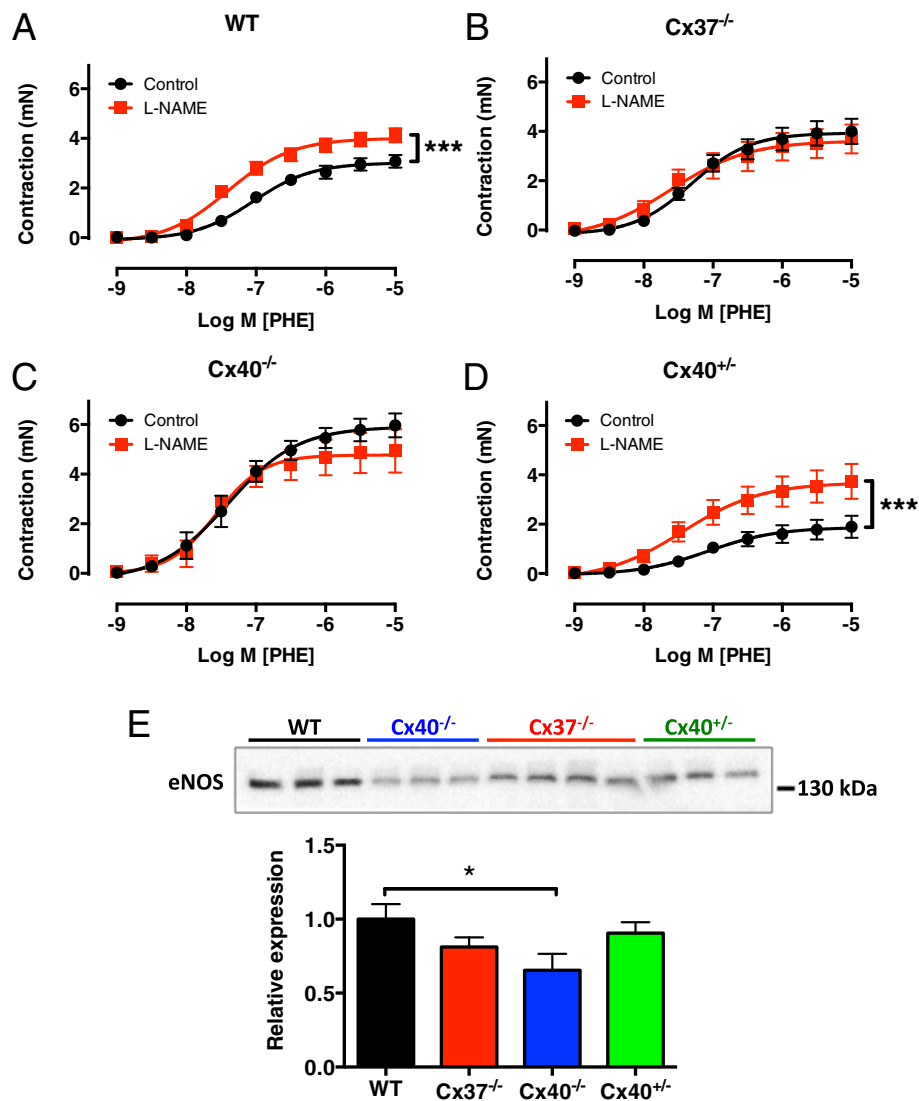 A
WT
Contraction (mN)
6
4
2
0
Control
L-NAME
***
-9 -8 -7 -6 -5
Log M [PHE]
B
Cx37-/-
Contraction (mN)
6
4
2
0
Control
L-NAME
-9 -8 -7 -6 -5
Log M [PHE]
C
Cx40-/-
Contraction (mN)
6
4
2
0
Control
L-NAME
-9 -8 -7 -6 -5
Log M [PHE]
D
Cx40+/-
Contraction (mN)
6
4
2
0
Control
L-NAME
***
-9 -8 -7 -6 -5
Log M [PHE]
E
WT Cx40-/- Cx37-/- Cx40+/-
eNOS
130 kDa
Relative expression
1.5
1.0
0.5
0.0
*
WT Cx37-/- Cx40-/- Cx40+/-